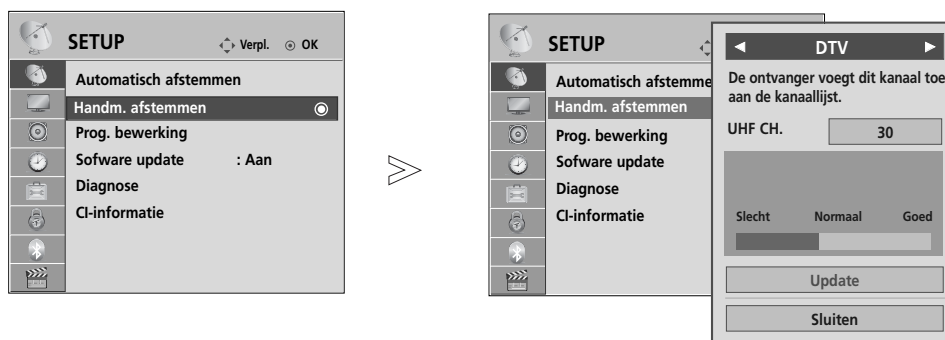 SETUP Verpl. OK
Automatisch afstemmen
Handm. afstemmen
Prog. bewerking
Sofware update : Aan
Diagnose
CI-informatie
SETUP
Automatisch afstemme
Handm. afstemmen
Prog. bewerking
Sofware update
Diagnose
CI-informatie
DTV
De ontvanger voegt dit kanaal toe
aan de kanaallijst.
UHF CH. 30
Slecht Normaal Goed
Update
Sluiten